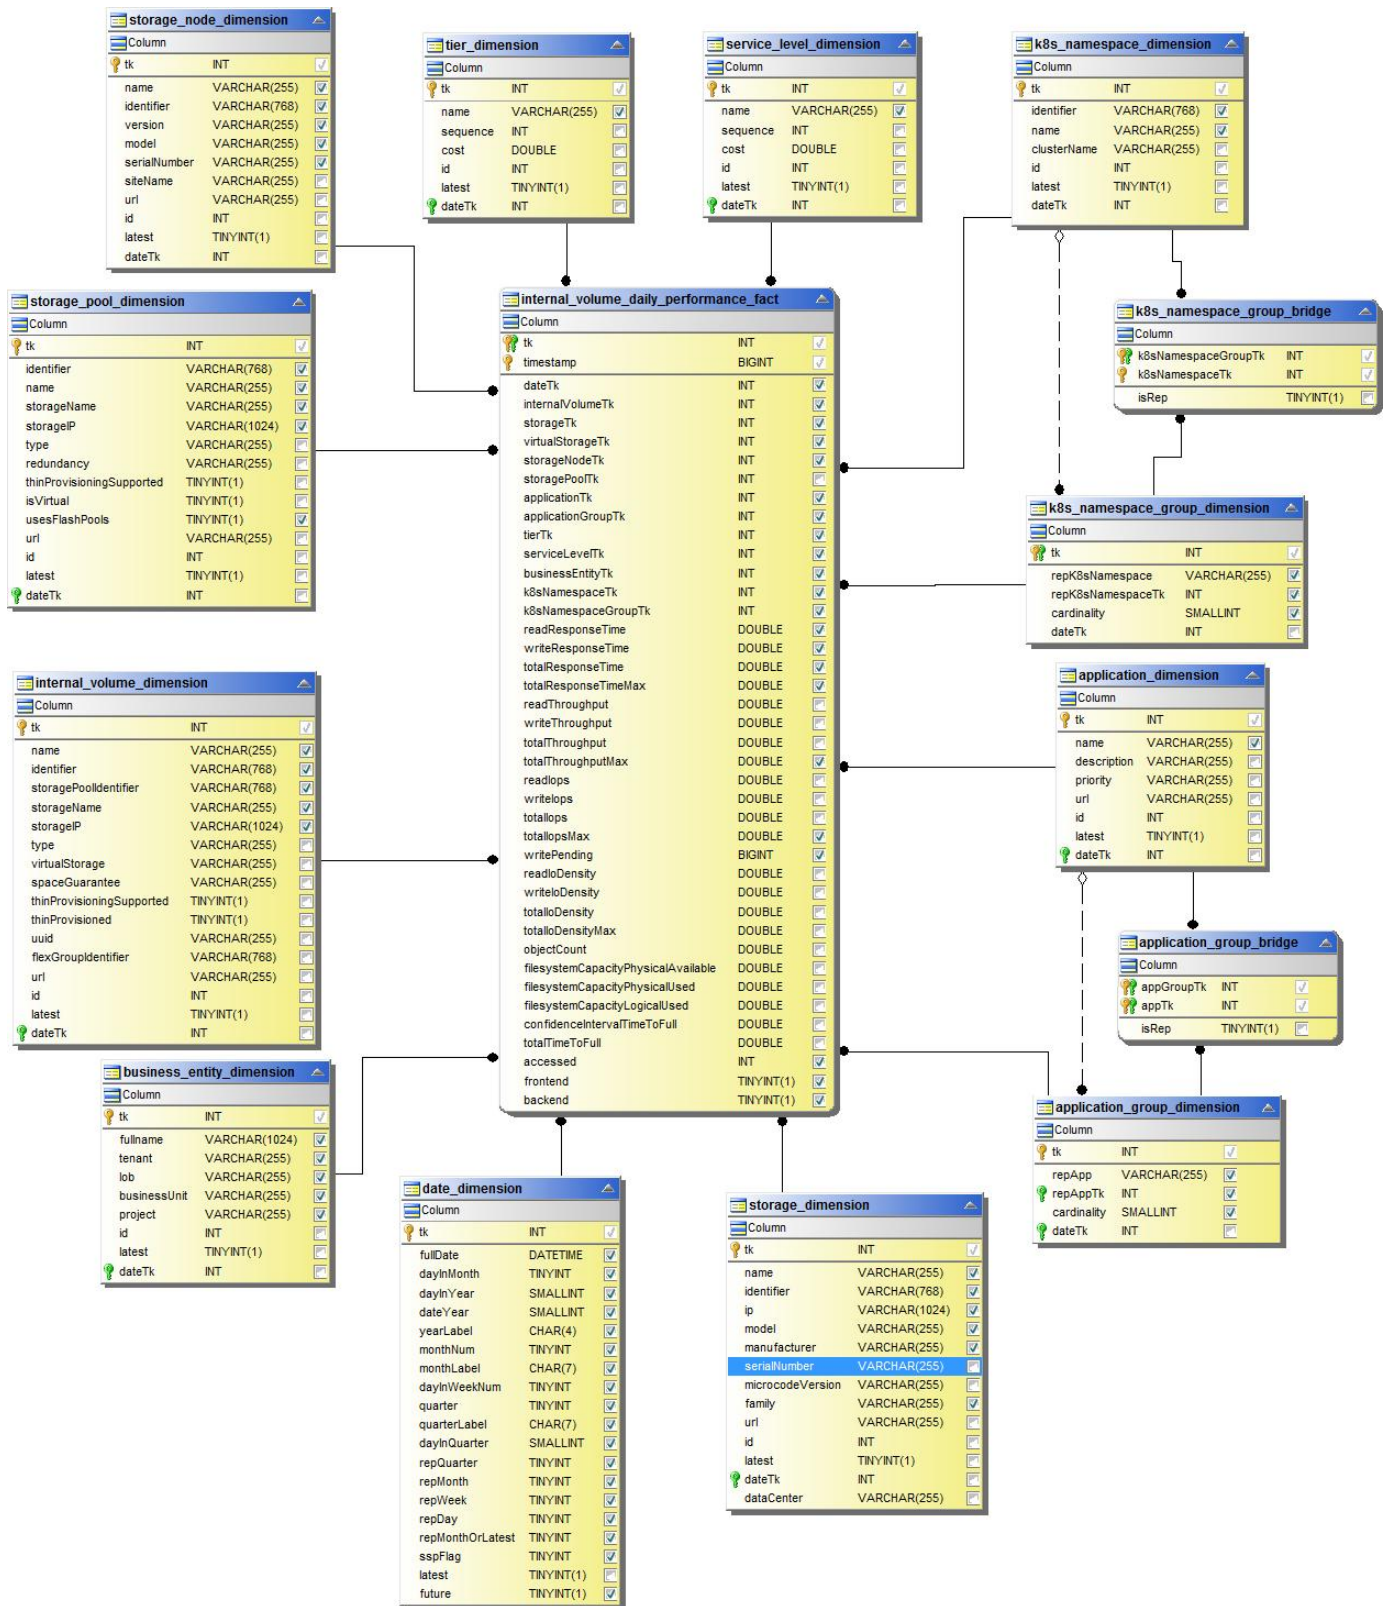 storage_node_dimension
Column
tk INT
name VARCHAR(255)
identifier VARCHAR(768)
version VARCHAR(255)
model VARCHAR(255)
serialNumber VARCHAR(255)
siteName VARCHAR(255)
url VARCHAR(255)
id INT
latest TINYINT(1)
dateTk INT
tier_dimension
Column
tk INT
name VARCHAR(255)
sequence INT
cost DOUBLE
id INT
latest TINYINT(1)
dateTk INT
service_level_dimension
Column
tk INT
name VARCHAR(255)
sequence INT
cost DOUBLE
id INT
latest TINYINT(1)
dateTk INT
k8s_namespace_dimension
Column
tk INT
identifier VARCHAR(768)
name VARCHAR(255)
clusterName VARCHAR(255)
id INT
latest TINYINT(1)
dateTk INT
storage_pool_dimension
Column
tk INT
identifier VARCHAR(768)
name VARCHAR(255)
storageName VARCHAR(255)
storageIP VARCHAR(1024)
type VARCHAR(255)
redundancy VARCHAR(255)
thinProvisioningSupported TINYINT(1)
isVirtual TINYINT(1)
usesFlashPools TINYINT(1)
url VARCHAR(255)
id INT
latest TINYINT(1)
dateTk INT
internal_volume_daily_performance_fact
Column
tk INT
timestamp BIGINT
dateTk INT
internalVolumeTk INT
storageTk INT
virtualStorageTk INT
storageNodeTk INT
storagePoolTk INT
applicationTk INT
applicationGroupTk INT
tierTk INT
serviceLevelTk INT
businessEntityTk INT
k8sNamespaceTk INT
k8sNamespaceGroupTk INT
readResponseTime DOUBLE
writeResponseTime DOUBLE
totalResponseTime DOUBLE
totalResponseTimeMax DOUBLE
readThroughput DOUBLE
writeThroughput DOUBLE
totalThroughput DOUBLE
totalThroughputMax DOUBLE
readIops DOUBLE
writeIops DOUBLE
totalIops DOUBLE
totalIopsMax DOUBLE
writePending BIGINT
readIoDensity DOUBLE
writeIoDensity DOUBLE
totalIoDensity DOUBLE
totalIoDensityMax DOUBLE
objectCount DOUBLE
filesystemCapacityPhysicalAvailable DOUBLE
filesystemCapacityPhysicalUsed DOUBLE
filesystemCapacityLogicalUsed DOUBLE
confidenceIntervalTimeToFull DOUBLE
totalTimeToFull DOUBLE
accessed INT
frontend TINYINT(1)
backend TINYINT(1)
k8s_namespace_group_bridge
Column
k8sNamespaceGroupTk INT
k8sNamespaceTk INT
isRep TINYINT(1)
k8s_namespace_group_dimension
Column
tk INT
repK8sNamespace VARCHAR(255)
repK8sNamespaceTk INT
cardinality SMALLINT
dateTk INT
internal_volume_dimension
Column
tk INT
name VARCHAR(255)
identifier VARCHAR(768)
storagePoolIdentifier VARCHAR(768)
storageName VARCHAR(255)
storageIP VARCHAR(1024)
type VARCHAR(255)
virtualStorage VARCHAR(255)
spaceGuarantee VARCHAR(255)
thinProvisioningSupported TINYINT(1)
thinProvisioned TINYINT(1)
uuid VARCHAR(255)
flexGroupIdentifier VARCHAR(768)
url VARCHAR(255)
id INT
latest TINYINT(1)
dateTk INT
application_dimension
Column
tk INT
name VARCHAR(255)
description VARCHAR(255)
priority VARCHAR(255)
url VARCHAR(255)
id INT
latest TINYINT(1)
dateTk INT
application_group_bridge
Column
appGroupTk INT
appTk INT
isRep TINYINT(1)
business_entity_dimension
Column
tk INT
fullname VARCHAR(1024)
tenant VARCHAR(255)
lob VARCHAR(255)
businessUnit VARCHAR(255)
project VARCHAR(255)
id INT
latest TINYINT(1)
dateTk INT
application_group_dimension
Column
tk INT
repApp VARCHAR(255)
repAppTk INT
cardinality SMALLINT
dateTk INT
date_dimension
Column
tk INT
fullDate DATETIME
dayInMonth TINYINT
dayInYear SMALLINT
dateYear SMALLINT
yearLabel CHAR(4)
monthNum TINYINT
monthLabel CHAR(7)
dayInWeekNum TINYINT
quarter TINYINT
quarterLabel CHAR(7)
dayInQuarter SMALLINT
repQuarter TINYINT
repMonth TINYINT
repWeek TINYINT
repDay TINYINT
repMonthOrLatest TINYINT
sspFlag TINYINT
latest TINYINT(1)
future TINYINT(1)
storage_dimension
Column
tk INT
name VARCHAR(255)
identifier VARCHAR(768)
ip VARCHAR(1024)
model VARCHAR(255)
manufacturer VARCHAR(255)
serialNumber VARCHAR(255)
microcodeVersion VARCHAR(255)
family VARCHAR(255)
url VARCHAR(255)
id INT
latest TINYINT(1)
dateTk INT
dataCenter VARCHAR(255)